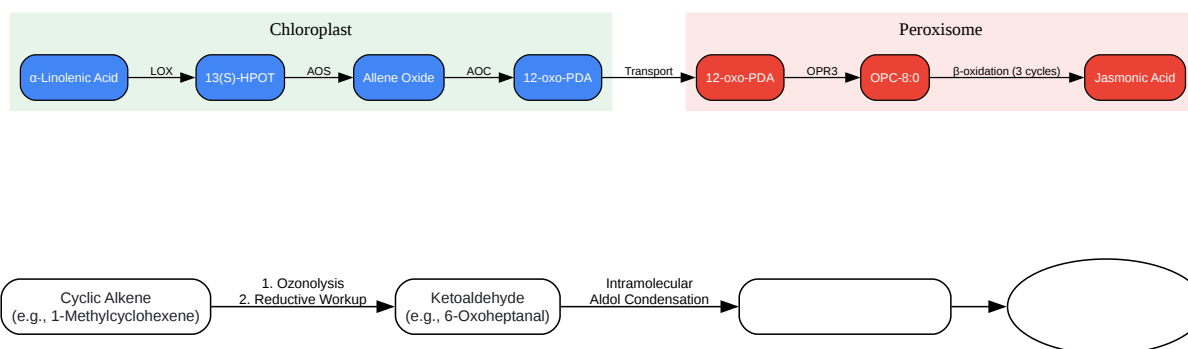 Chloroplast
Peroxisome
α-Linolenic Acid
LOX
13(S)-HPOT
AOS
Allene Oxide
AOC
12-oxo-PDA
Transport
12-oxo-PDA
OPR3
OPC-8:0
β-oxidation (3 cycles)
Jasmonic Acid
Cyclic Alkene
(e.g., 1-Methylcyclohexene)
1. Ozonolysis
2. Reductive Workup
Ketoaldehyde
(e.g., 6-Oxoheptanal)
Intramolecular
Aldol Condensation